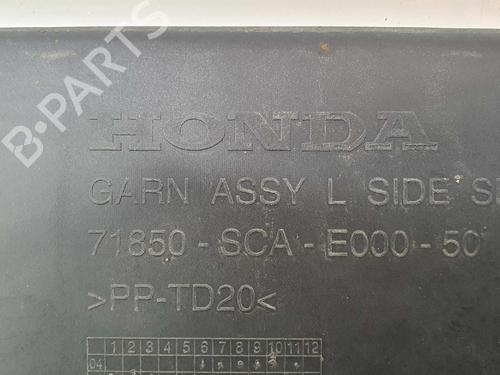 B-PARTS
HONDA
GARN ASSY L SIDE
71850-SCA-E000-50
>PP-TD20<
1 2 3 4 5 6 7 8 9 10 11 12
04